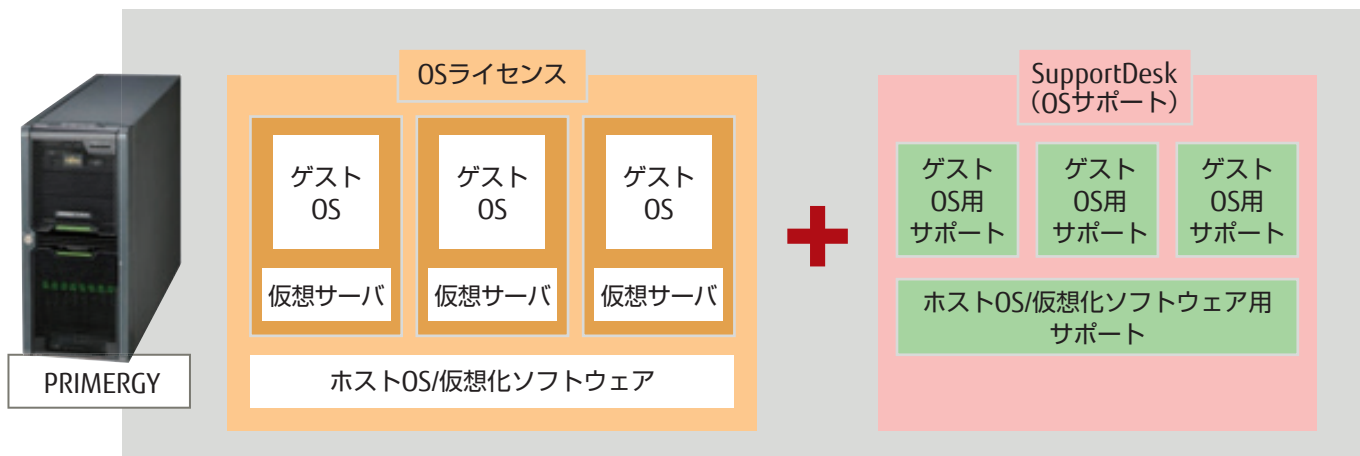 OSライセンス
ゲスト
OS
仮想サーバ
ゲスト
OS
仮想サーバ
ゲスト
OS
仮想サーバ
ホストOS/仮想化ソフトウェア
PRIMERGY
SupportDesk
(OSサポート)
ゲスト
OS用
サポート
ゲスト
OS用
サポート
ゲスト
OS用
サポート
ホストOS/仮想化ソフトウェア用
サポート